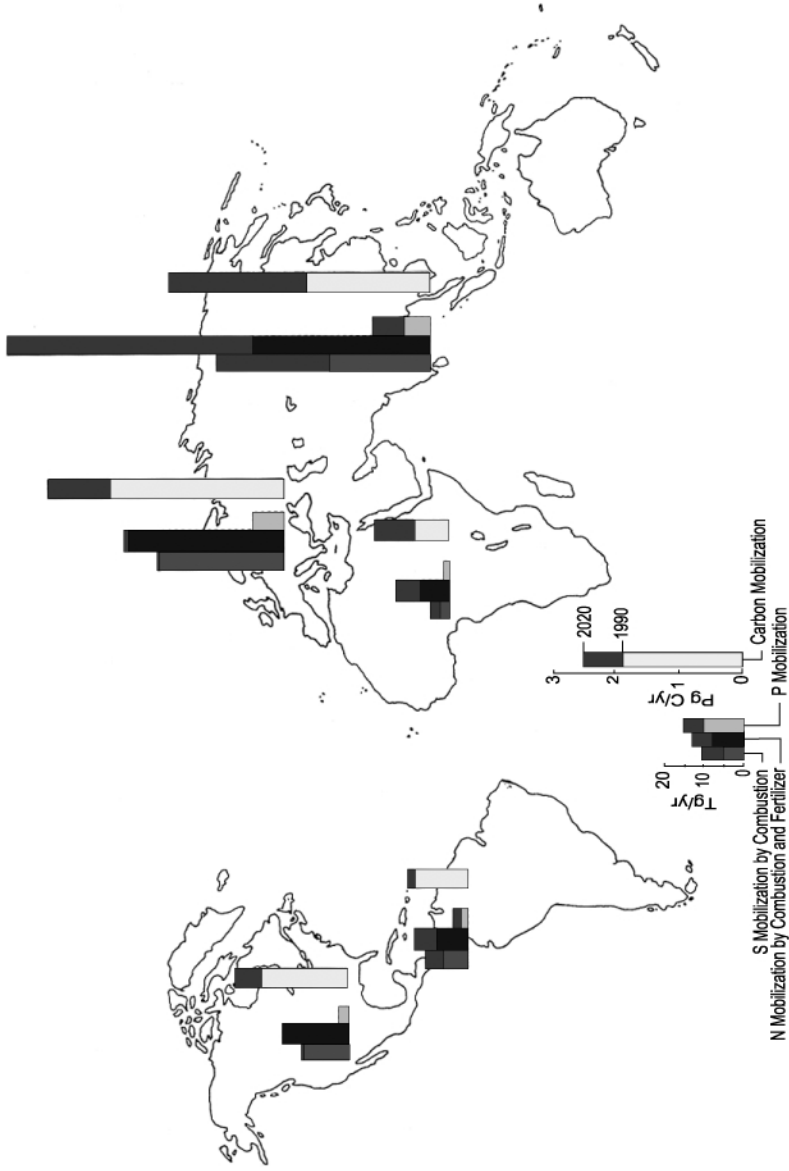 20
10
0
Tg/yr
S Mobilization by Combustion
N Mobilization by Combustion and Fertilizer
P Mobilization
3
2
1
0
Pg C/yr
2020
1990
Carbon Mobilization